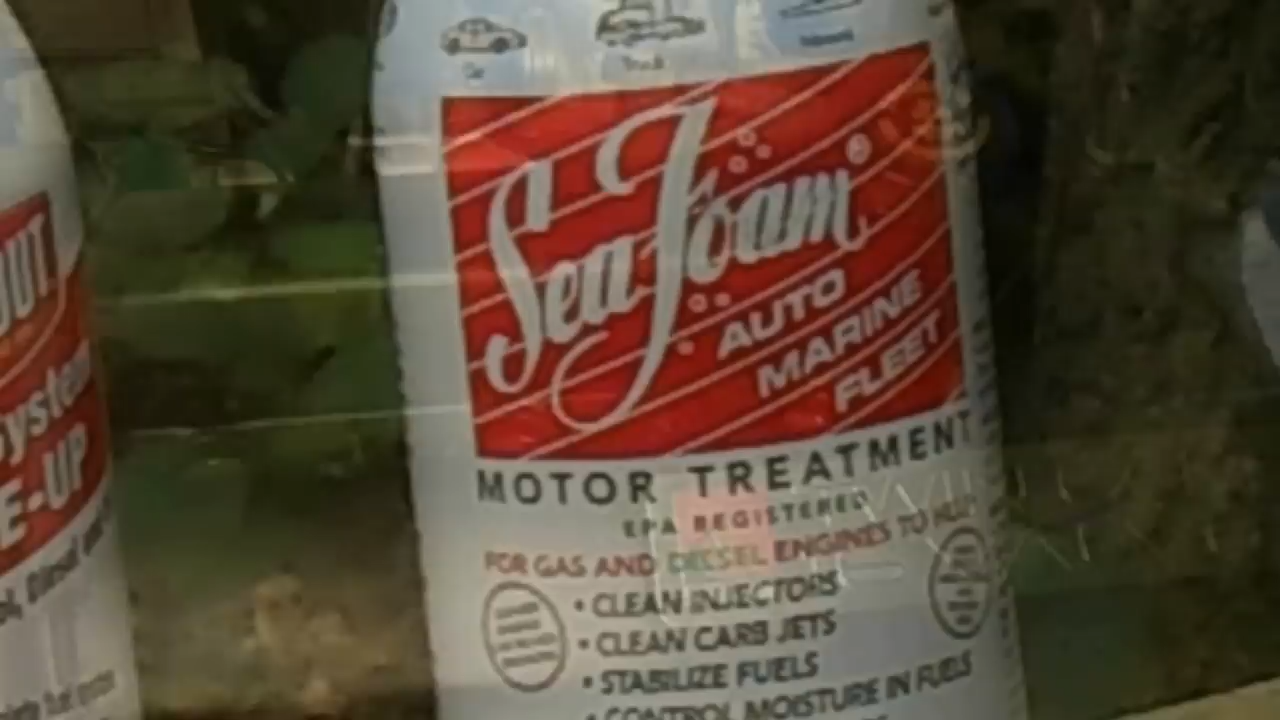 Car
Truck
Sea Foam®
AUTO
MARINE
FLEET
MOTOR TREATMENT
EPA REGISTERED
FOR GAS AND DIESEL ENGINES TO HELP
• CLEAN INJECTORS
• CLEAN CARB JETS
• STABILIZE FUELS
• CONTROL MOISTURE IN FUELS
OUT
System
E-UP